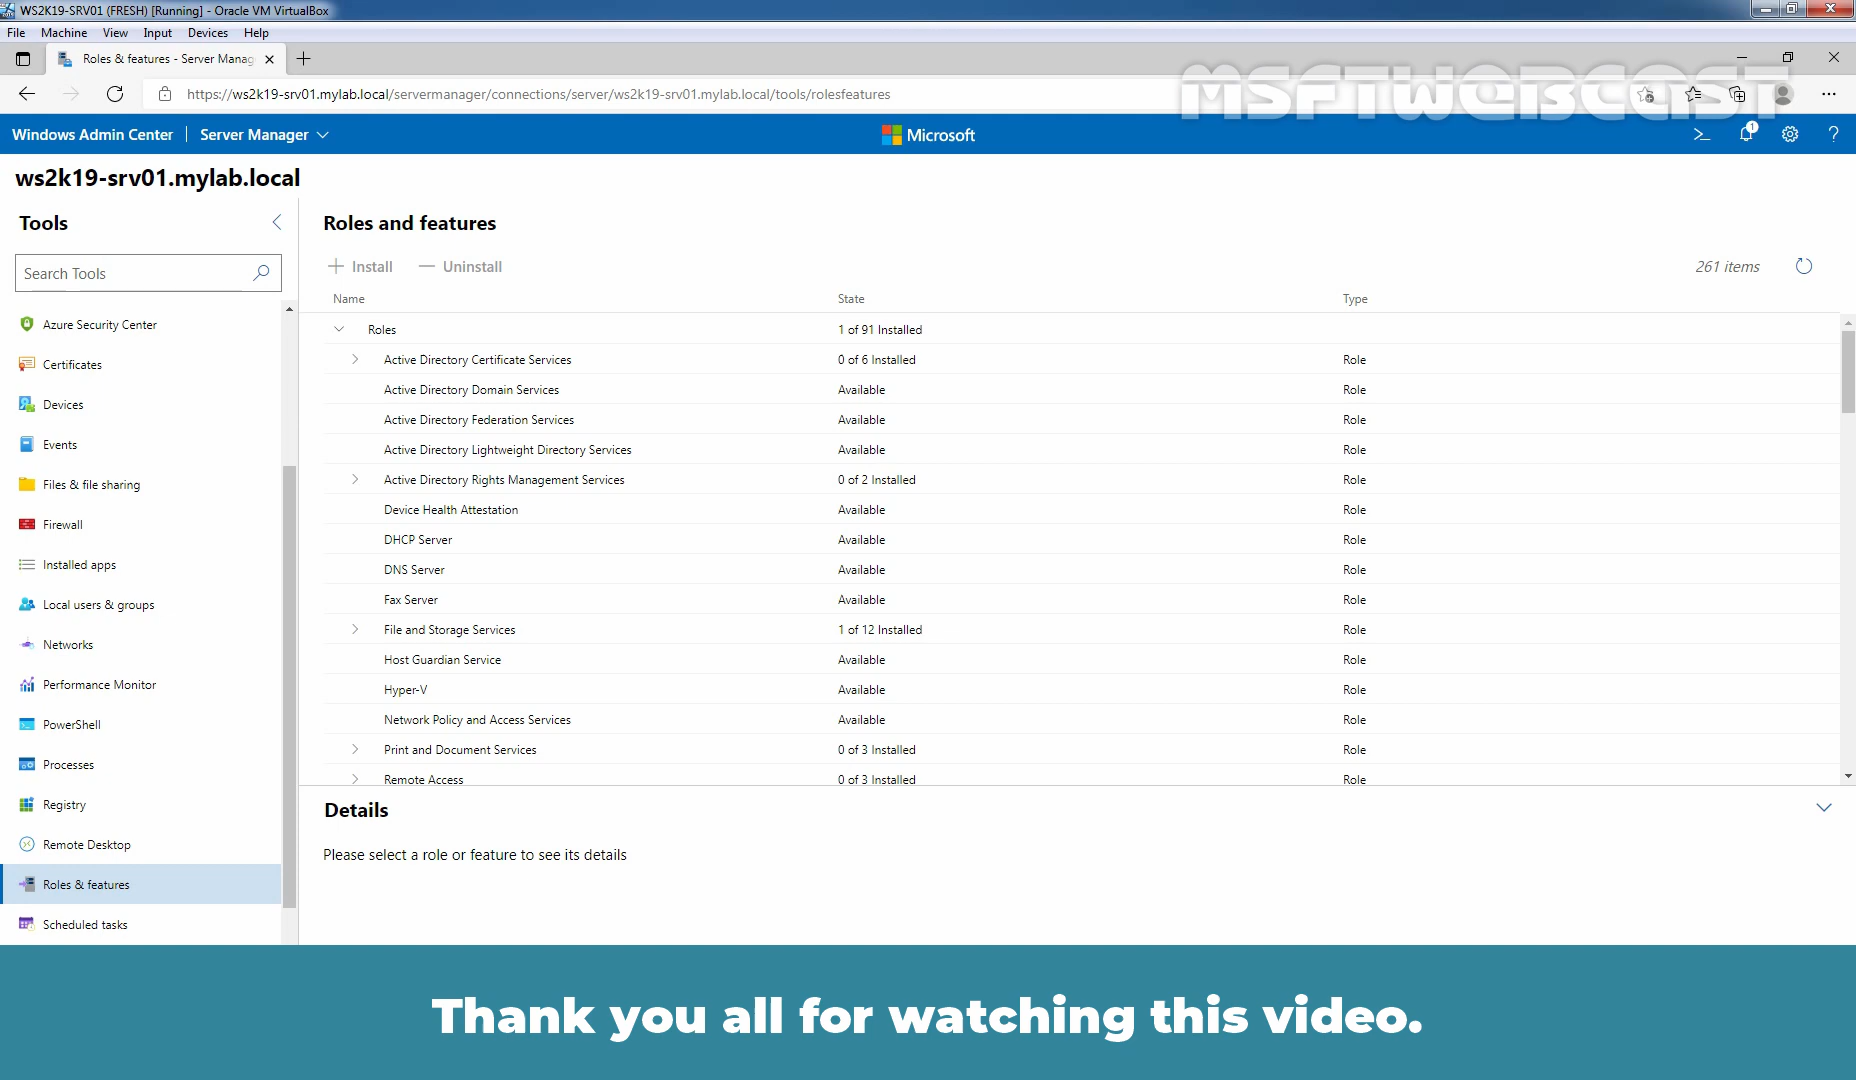 WS2K19-SRV01 (FRESH) [Running] - Oracle VM VirtualBox
File Machine View Input Devices Help
Roles & features - Server Manag
https://ws2k19-srv01.mylab.local/servermanager/connections/server/ws2k19-srv01.mylab.local/tools/rolesfeatures
MSFTWEBCAST
Windows Admin Center | Server Manager
Microsoft
1
?
ws2k19-srv01.mylab.local
Tools
Search Tools
Azure Security Center
Certificates
Devices
Events
Files & file sharing
Firewall
Installed apps
Local users & groups
Networks
Performance Monitor
PowerShell
Processes
Registry
Remote Desktop
Roles & features
Scheduled tasks
Roles and features
Install Uninstall
261 items
Name State Type
Roles 1 of 91 Installed
Active Directory Certificate Services 0 of 6 Installed Role
Active Directory Domain Services Available Role
Active Directory Federation Services Available Role
Active Directory Lightweight Directory Services Available Role
Active Directory Rights Management Services 0 of 2 Installed Role
Device Health Attestation Available Role
DHCP Server Available Role
DNS Server Available Role
Fax Server Available Role
File and Storage Services 1 of 12 Installed Role
Host Guardian Service Available Role
Hyper-V Available Role
Network Policy and Access Services Available Role
Print and Document Services 0 of 3 Installed Role
Remote Access 0 of 3 Installed Role
Details
Please select a role or feature to see its details
Thank you all for watching this video.